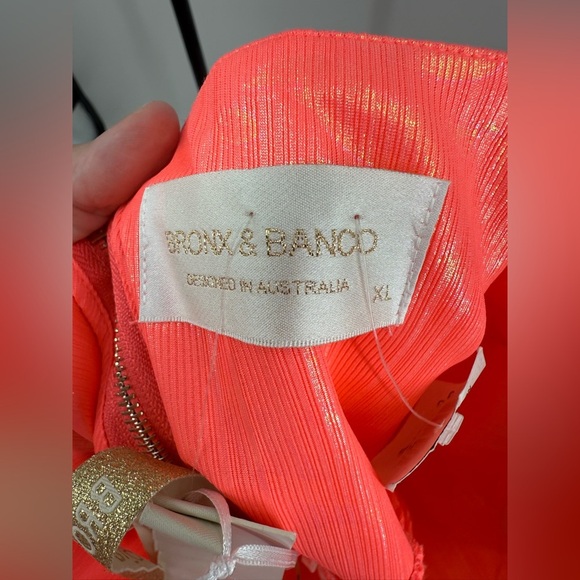 BRONX & BANCO
DESIGNED IN AUSTRALIA
XL